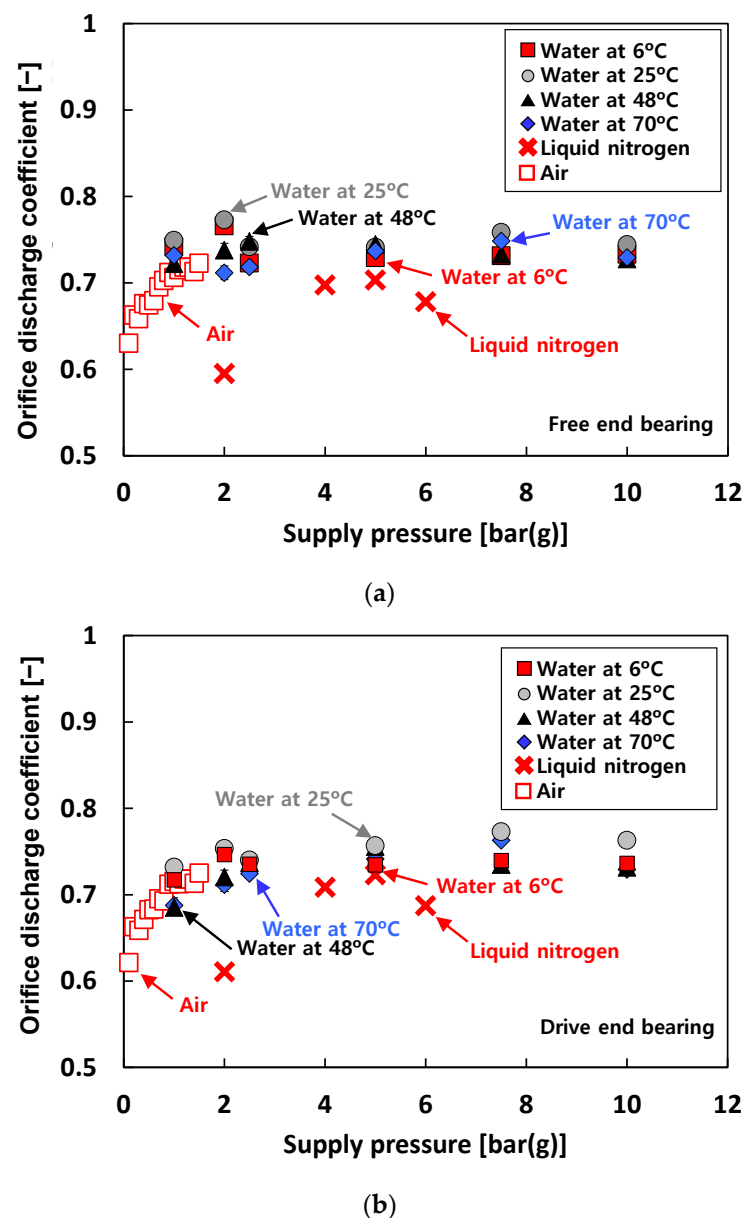 1
0.9
0.8
0.7
0.6
0.5
Orifice discharge coefficient [–]
Water at 6ºC
Water at 25ºC
Water at 48ºC
Water at 70ºC
Liquid nitrogen
Air
Water at 25ºC
Water at 48ºC
Water at 70ºC
Water at 6ºC
Air
Liquid nitrogen
Free end bearing
0 2 4 6 8 10 12
Supply pressure [bar(g)]
(a)
1
0.9
0.8
0.7
0.6
0.5
Orifice discharge coefficient [–]
Water at 6ºC
Water at 25ºC
Water at 48ºC
Water at 70ºC
Liquid nitrogen
Air
Water at 25ºC
Water at 6ºC
Water at 70ºC
Water at 48ºC
Liquid nitrogen
Air
Drive end bearing
0 2 4 6 8 10 12
Supply pressure [bar(g)]
(b)